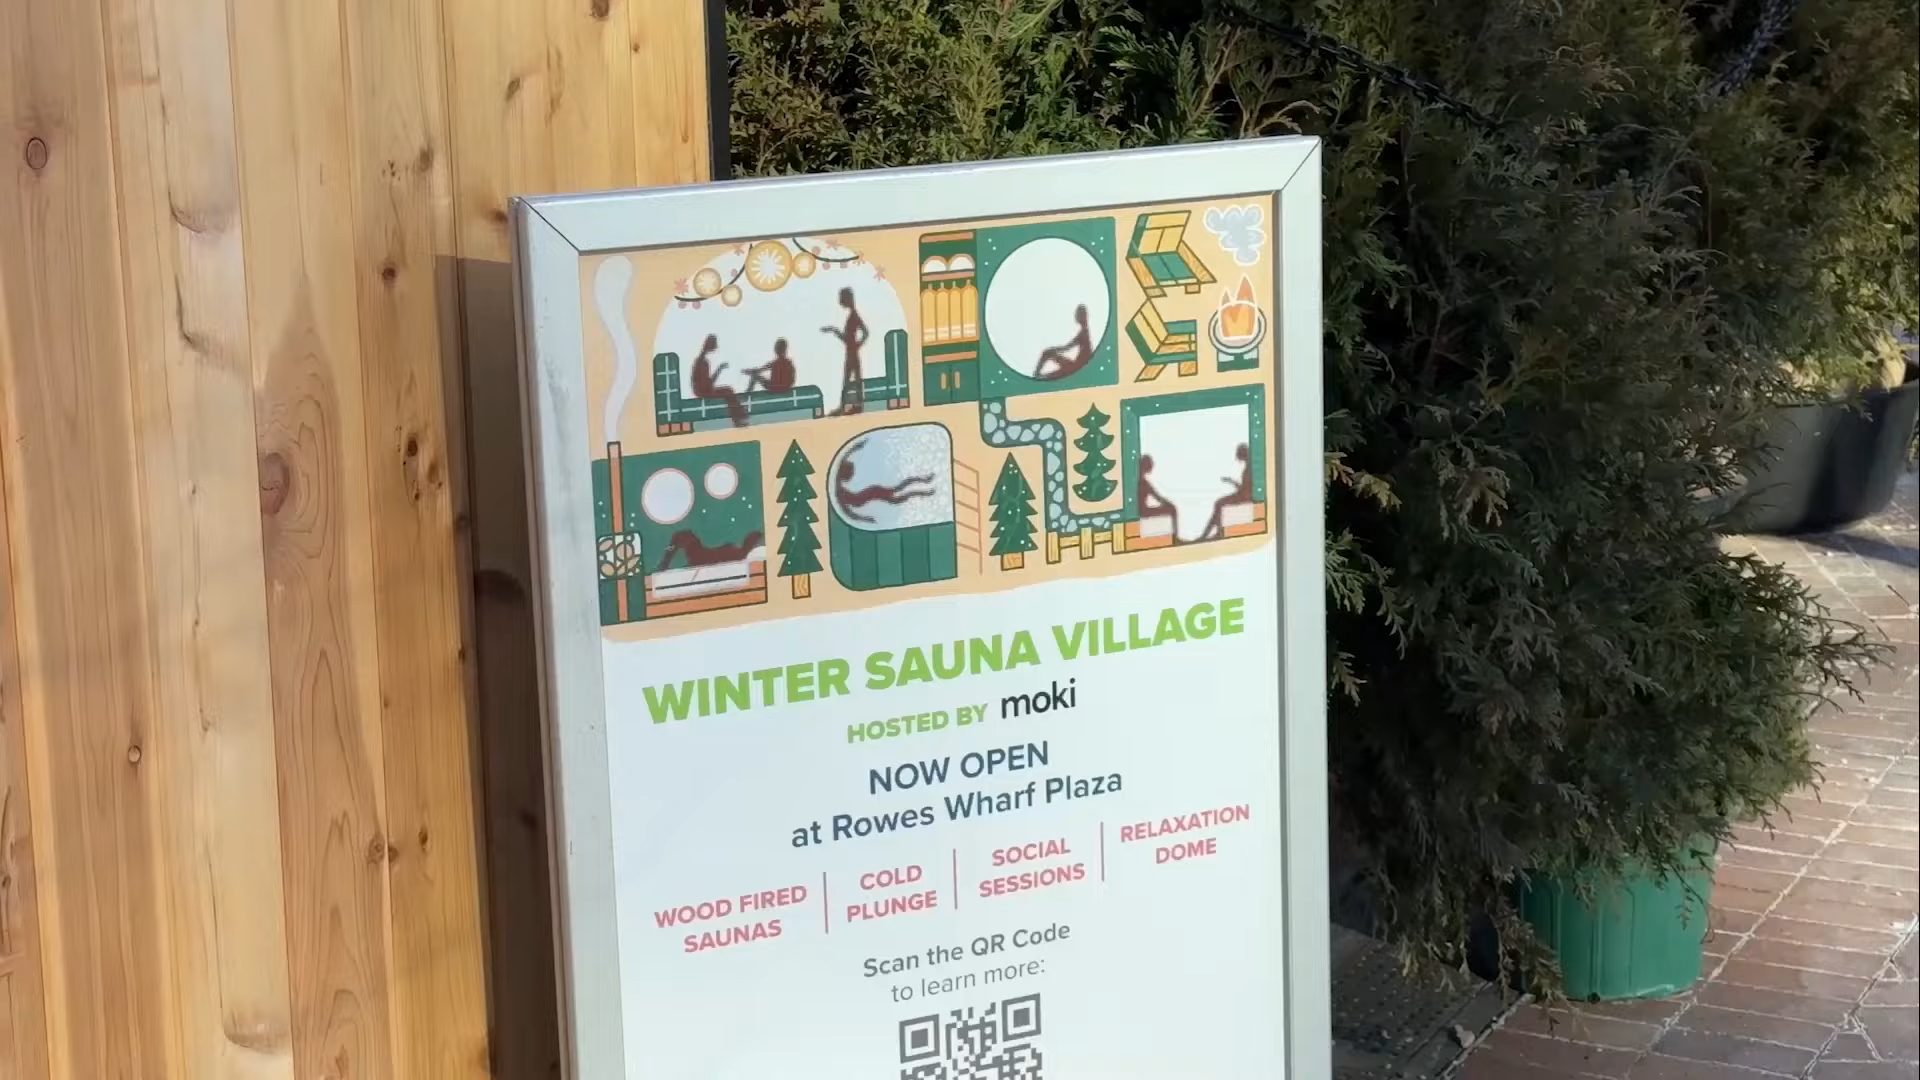 WINTER SAUNA VILLAGE
HOSTED BY moki
NOW OPEN
at Rowes Wharf Plaza
WOOD FIRED
SAUNAS
COLD
PLUNGE
SOCIAL
SESSIONS
RELAXATION
DOME
Scan the QR Code
to learn more: